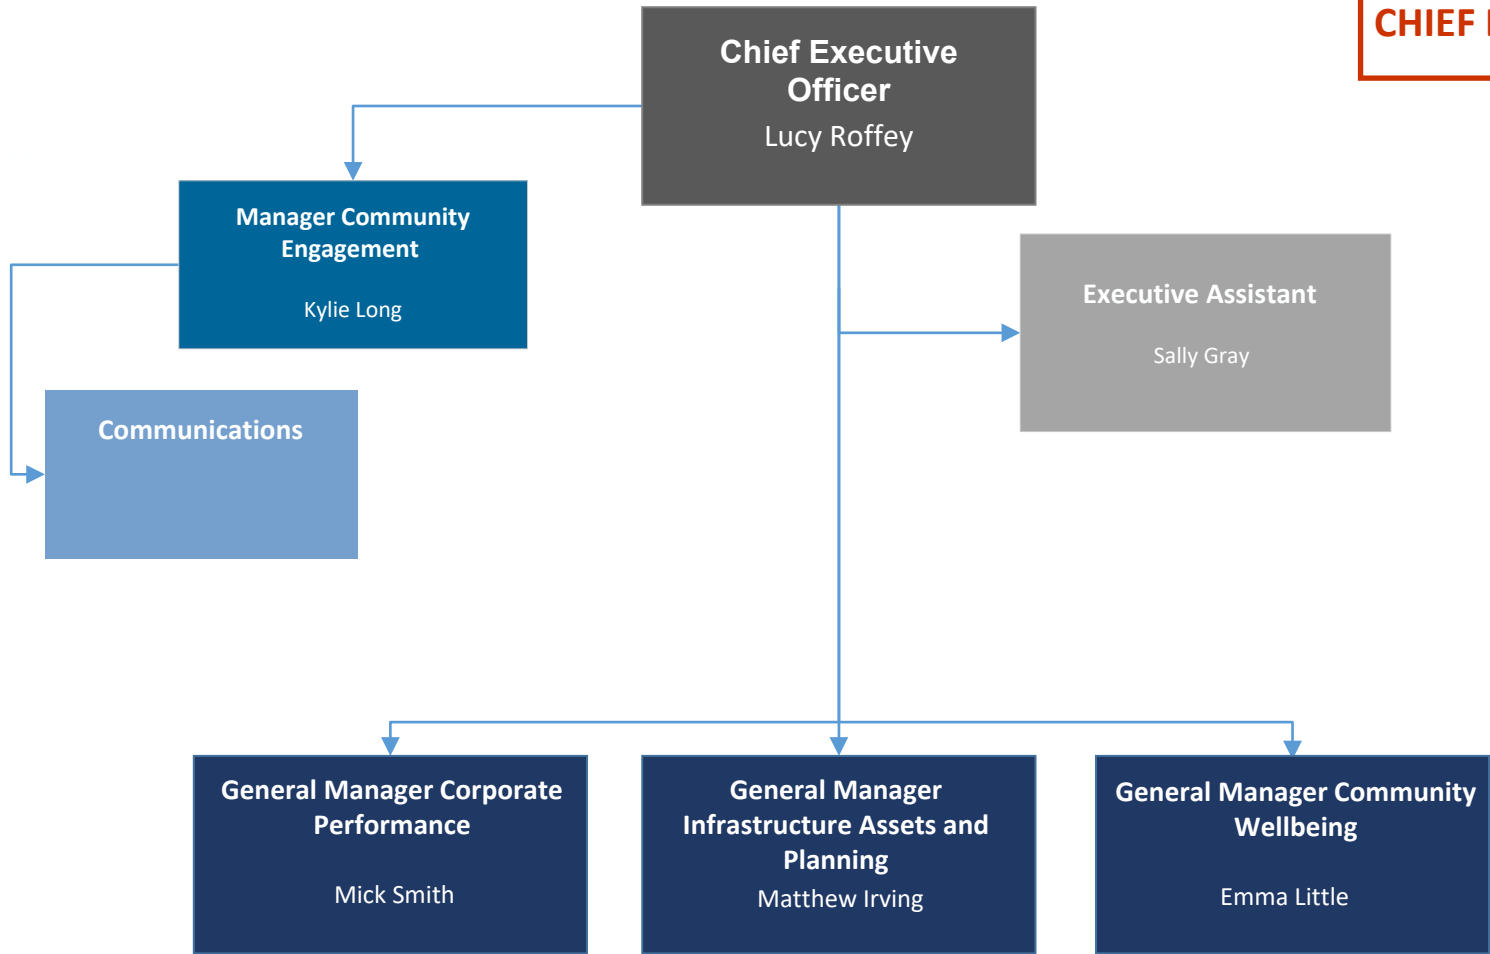 CHIEF
Chief Executive
Officer
Lucy Roffey
Manager Community
Engagement
Kylie Long
Executive Assistant
Sally Gray
Communications
General Manager Corporate
Performance
Mick Smith
General Manager
Infrastructure Assets and
Planning
Matthew Irving
General Manager Community
Wellbeing
Emma Little